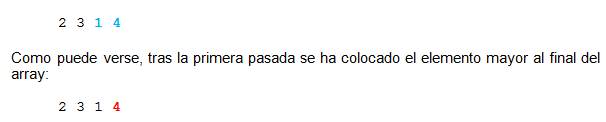 2 3 1 4
Como puede verse, tras la primera pasada se ha colocado el elemento mayor al final del
array:
2 3 1 4